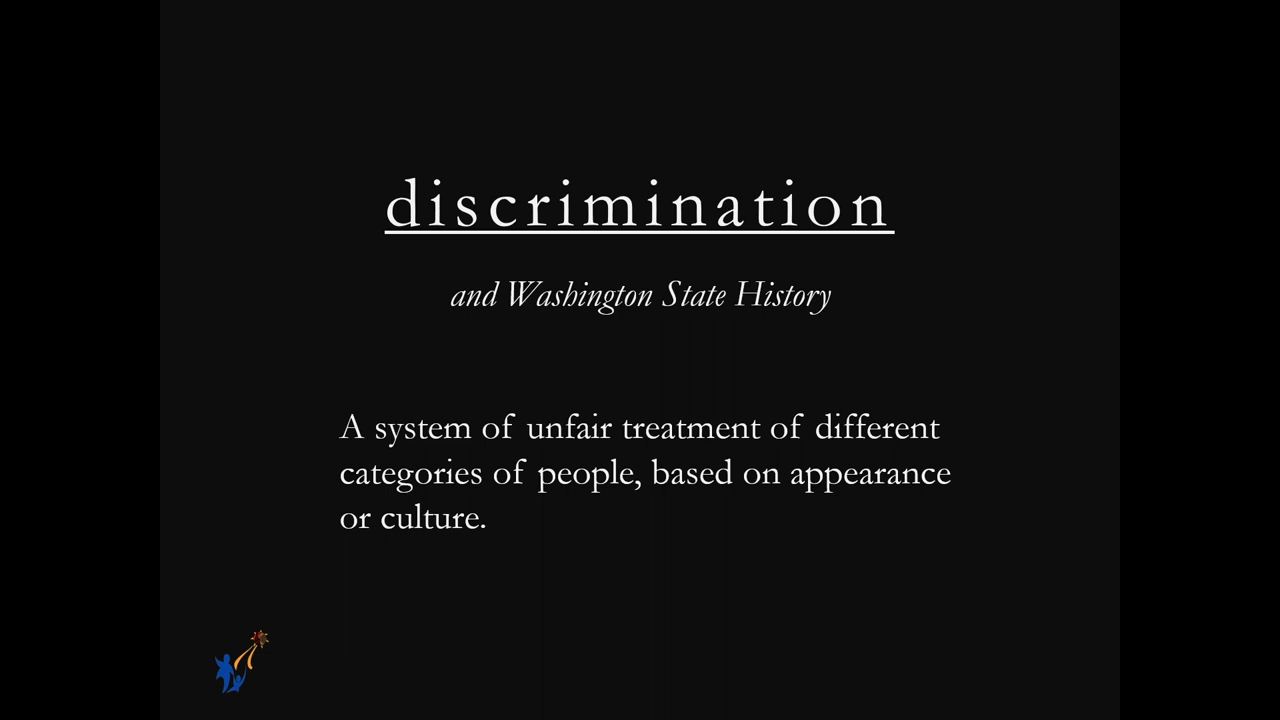 discrimination
and Washington State History
A system of unfair treatment of different
categories of people, based on appearance
or culture.